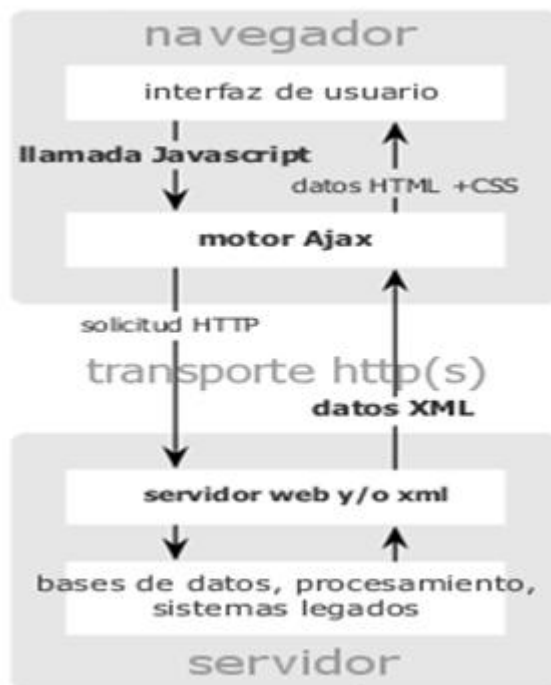 navegador
interfaz de usuario
llamada Javascript
datos HTML +CSS
motor Ajax
solicitud HTTP
transporte http(s)
datos XML
servidor web y/o xml
bases de datos, procesamiento,
sistemas legados
servidor